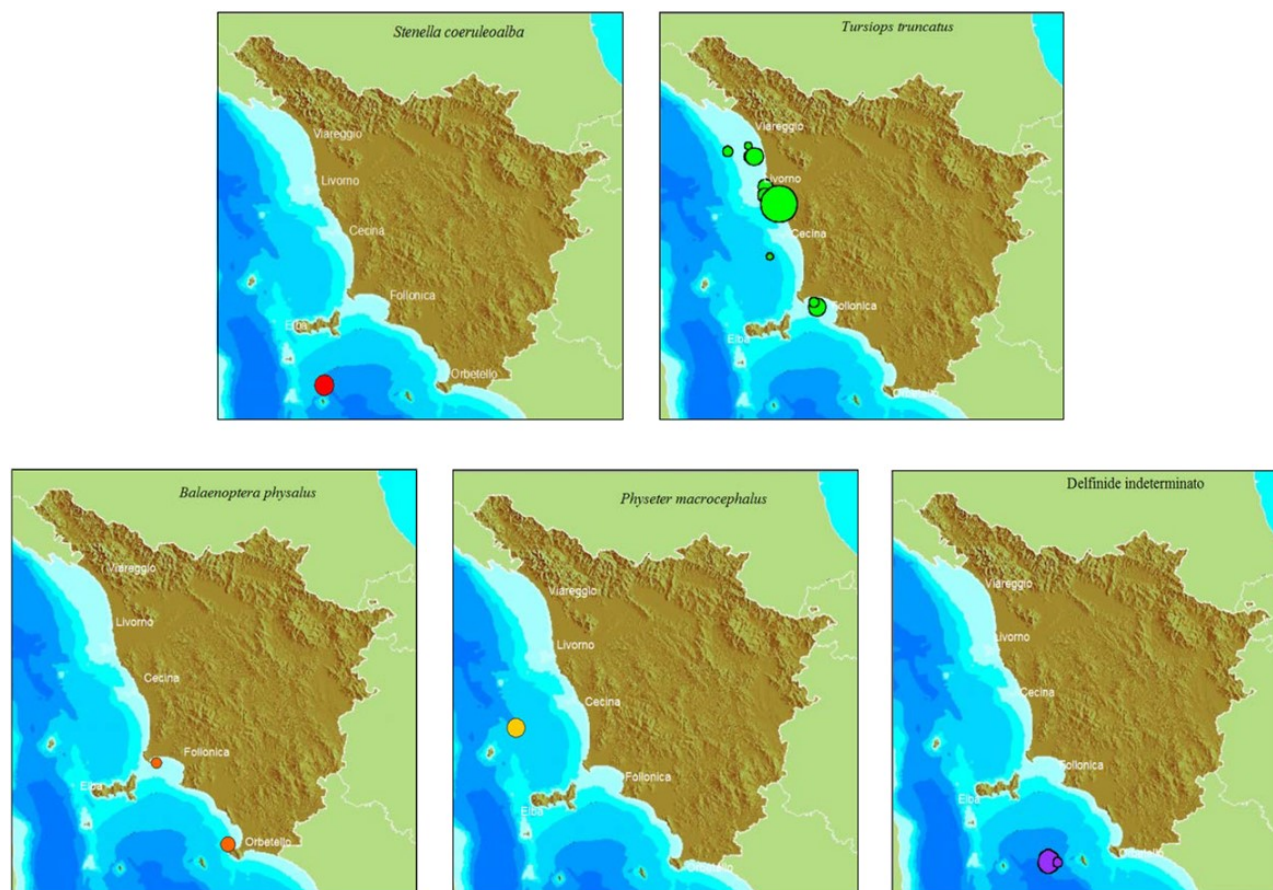 Stenella coeruleoalba
Viareggio
Livorno
Cecina
Follonica
Elba
Orbetello
Tursiops truncatus
Viareggio
Livorno
Cecina
Follonica
Elba
Orbetello
Balaenoptera physalus
Viareggio
Livorno
Cecina
Follonica
Elba
Orbetello
Physeter macrocephalus
Viareggio
Livorno
Cecina
Follonica
Elba
Delfinide indeterminato
Viareggio
Livorno
Cecina
Follonica
Elba